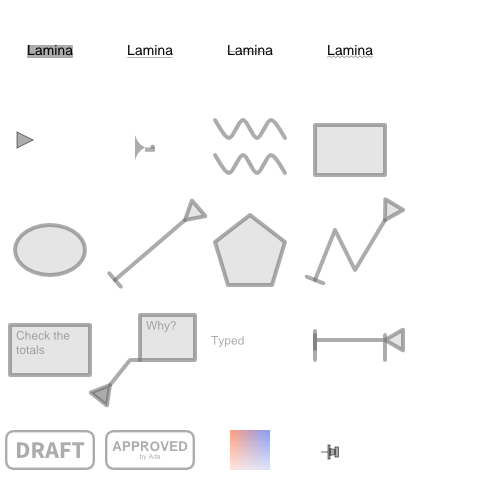 Lamina Lamina Lamina Lamina
Check the
totals
Why?
Typed
DRAFT
APPROVED
by Ada